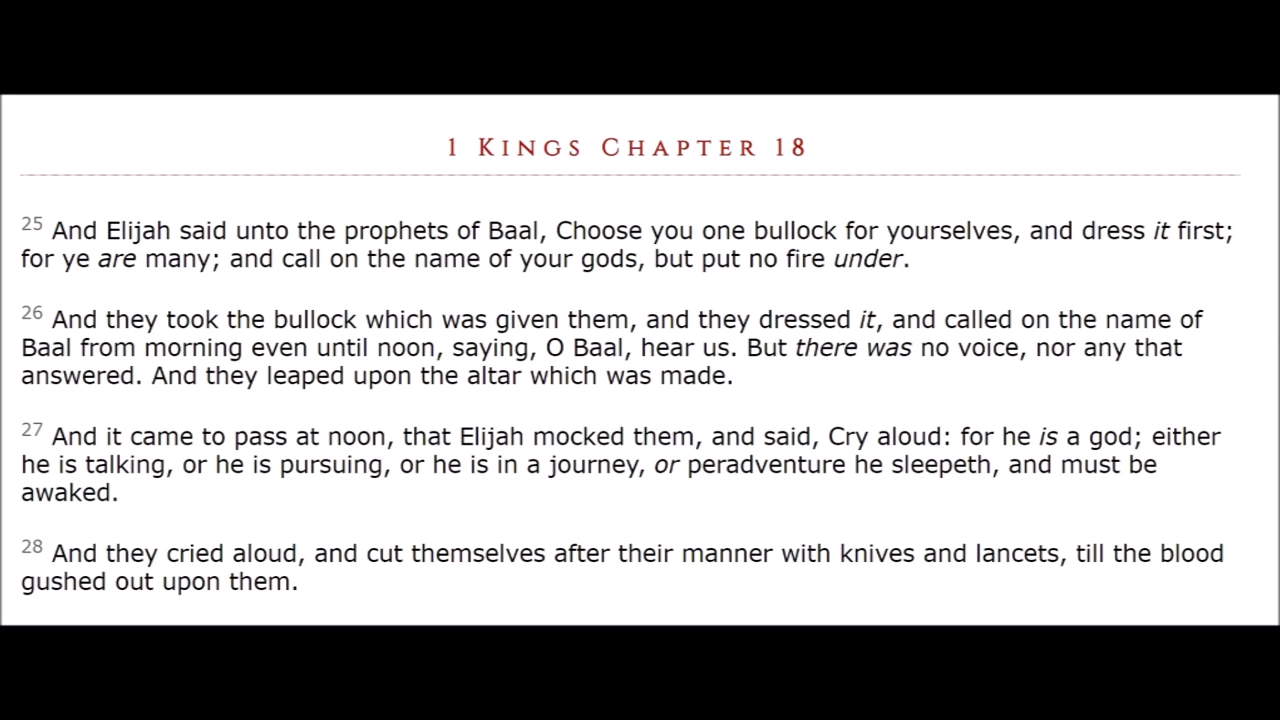 1 Kings Chapter 18
25 And Elijah said unto the prophets of Baal, Choose you one bullock for yourselves, and dress it first;
for ye are many; and call on the name of your gods, but put no fire under.
26 And they took the bullock which was given them, and they dressed it, and called on the name of
Baal from morning even until noon, saying, O Baal, hear us. But there was no voice, nor any that
answered. And they leaped upon the altar which was made.
27 And it came to pass at noon, that Elijah mocked them, and said, Cry aloud: for he is a god; either
he is talking, or he is pursuing, or he is in a journey, or peradventure he sleepeth, and must be
awaked.
28 And they cried aloud, and cut themselves after their manner with knives and lancets, till the blood
gushed out upon them.